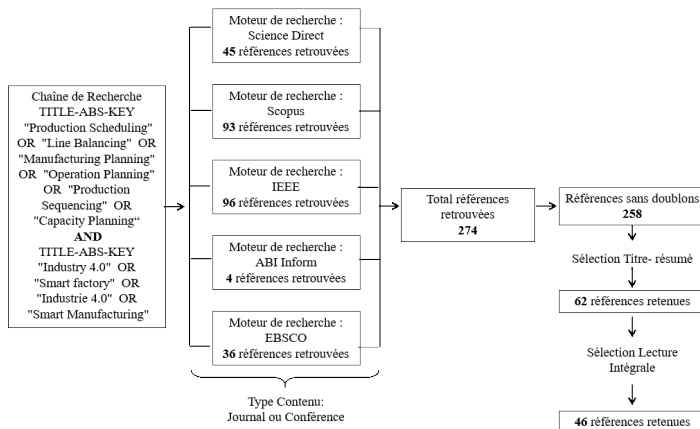 Chaîne de Recherche
TITLE-ABS-KEY
"Production Scheduling"
OR "Line Balancing" OR
"Manufacturing Planning"
OR "Operation Planning"
OR "Production
Sequencing" OR
"Capacity Planning“
AND
TITLE-ABS-KEY
"Industry 4.0" OR
"Smart factory" OR
"Industrie 4.0" OR
"Smart Manufacturing"
Moteur de recherche :
Science Direct
45 références retrouvées
Moteur de recherche :
Scopus
93 références retrouvées
Moteur de recherche :
IEEE
96 références retrouvées
Moteur de recherche :
ABI Inform
4 références retrouvées
Moteur de recherche :
EBSCO
36 références retrouvées
Type Contenu:
Journal ou Conférence
Total références
retrouvées
274
Références sans doublons
258
Sélection Titre- résumé
62 références retenues
Sélection Lecture
Intégrale
46 références retenues